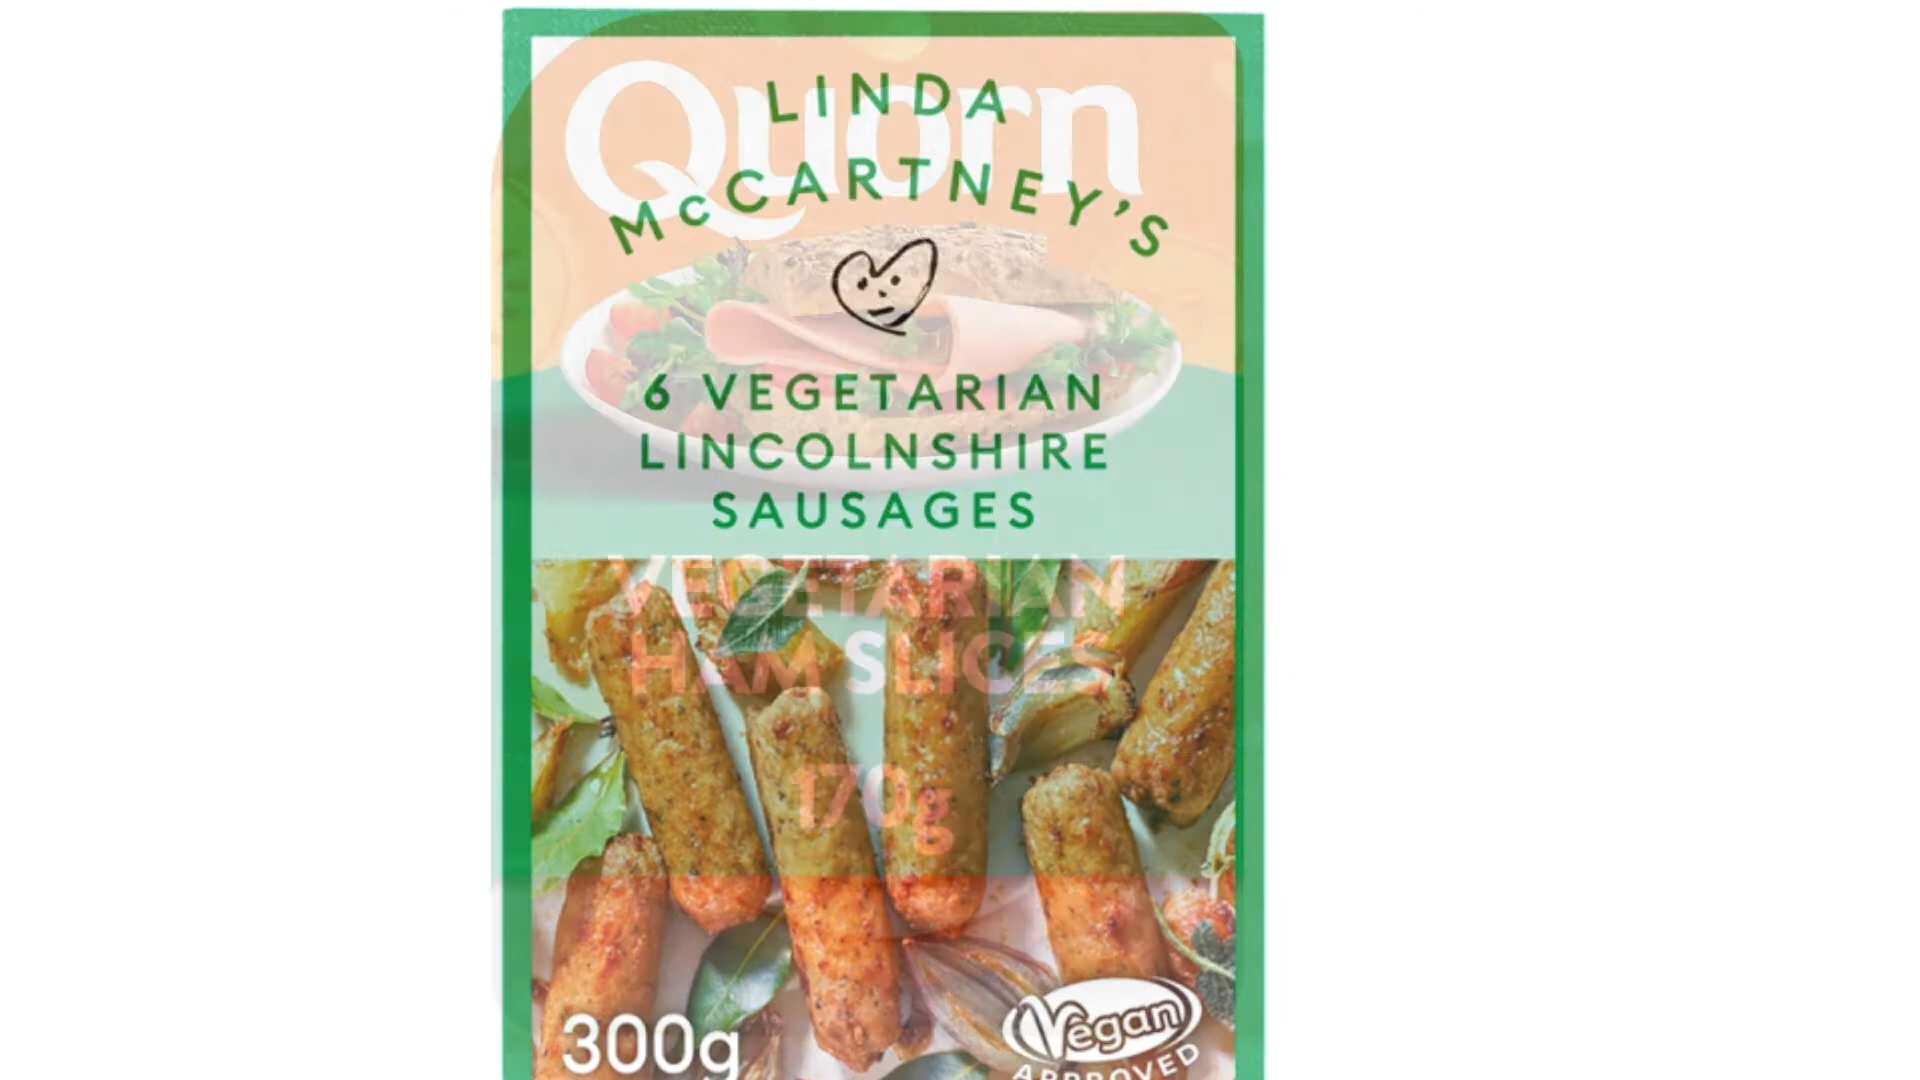 Quorn
LINDA
McCARTNEY'S
6 VEGETARIAN
LINCOLNSHIRE
SAUSAGES
VEGETARIAN
HAM SLICES
170g
300g
Vegan
APPROVED